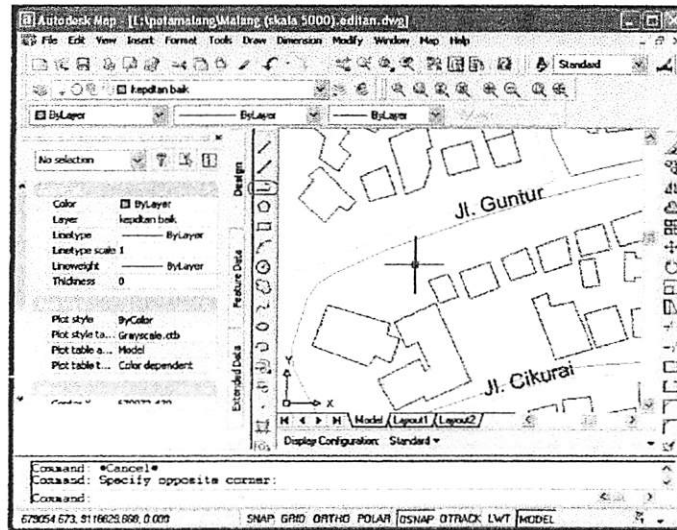 Autodesk Map - [E:\petamalang\Malang (skala 5000).editan.dwg]
File Edit View Insert Format Tools Draw Dimension Modify Window Map Help
Standard
kepdtan baik
ByLayer ByLayer ByLayer
No selection
Color ByLayer
Layer kepdtan baik
Linetype ByLayer
Linetype scale 1
Lineweight ByLayer
Thickness 0
Plot style ByColor
Plot style ta... Grayscale.ctb
Plot table a... Model
Plot table t... Color dependent
Design
Feature Data
Extended Data
Jl. Guntur
Jl. Cikurai
Y
X
Model Layout1 Layout2
Display Configuration: Standard
Command: *Cancel*
Command: Specify opposite corner:
Command:
SNAP GRID ORTHO POLAR OSNAP OTRACK LWT MODEL